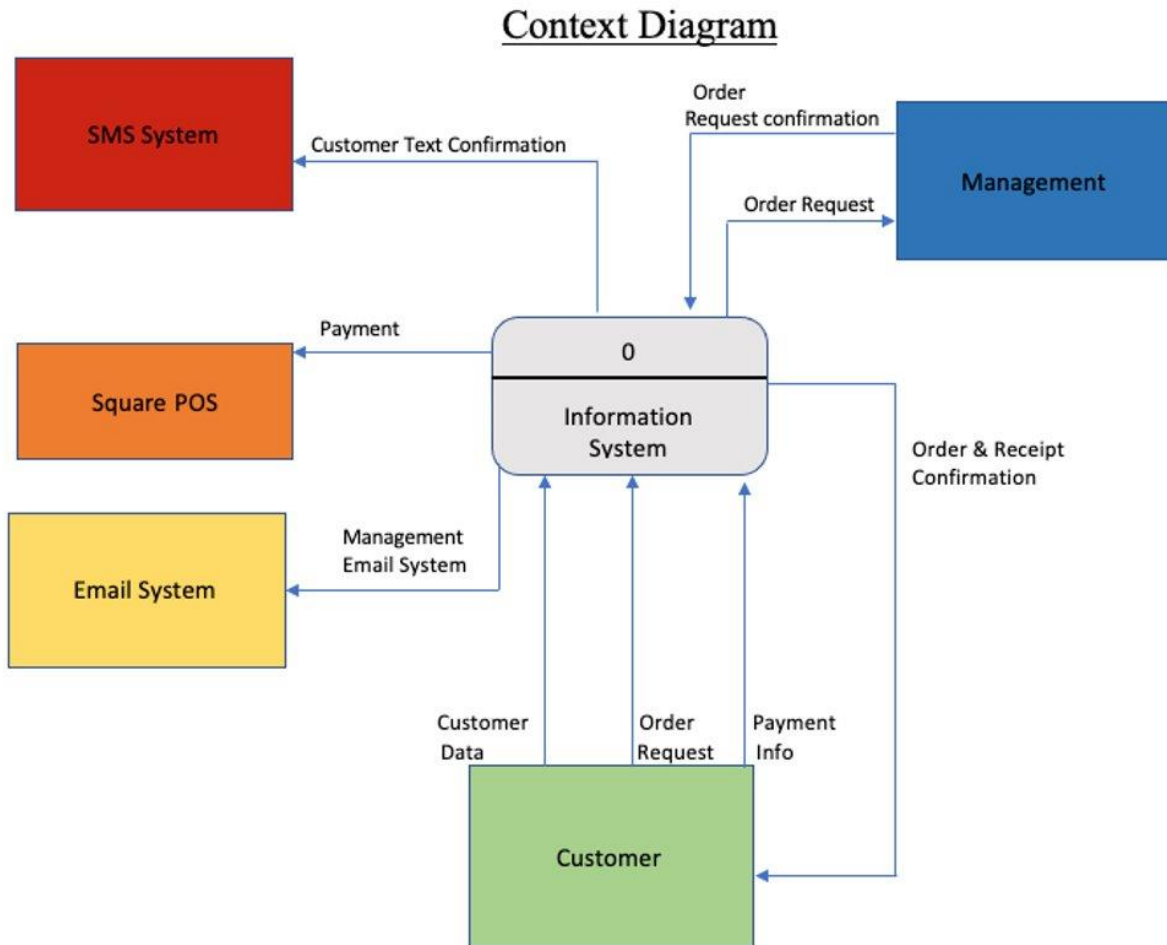 Context Diagram
SMS System
Customer Text Confirmation
Order
Request confirmation
Management
Order Request
Payment
0
Square POS
Information
System
Order & Receipt
Confirmation
Management
Email System
Email System
Customer
Data
Order
Request
Payment
Info
Customer